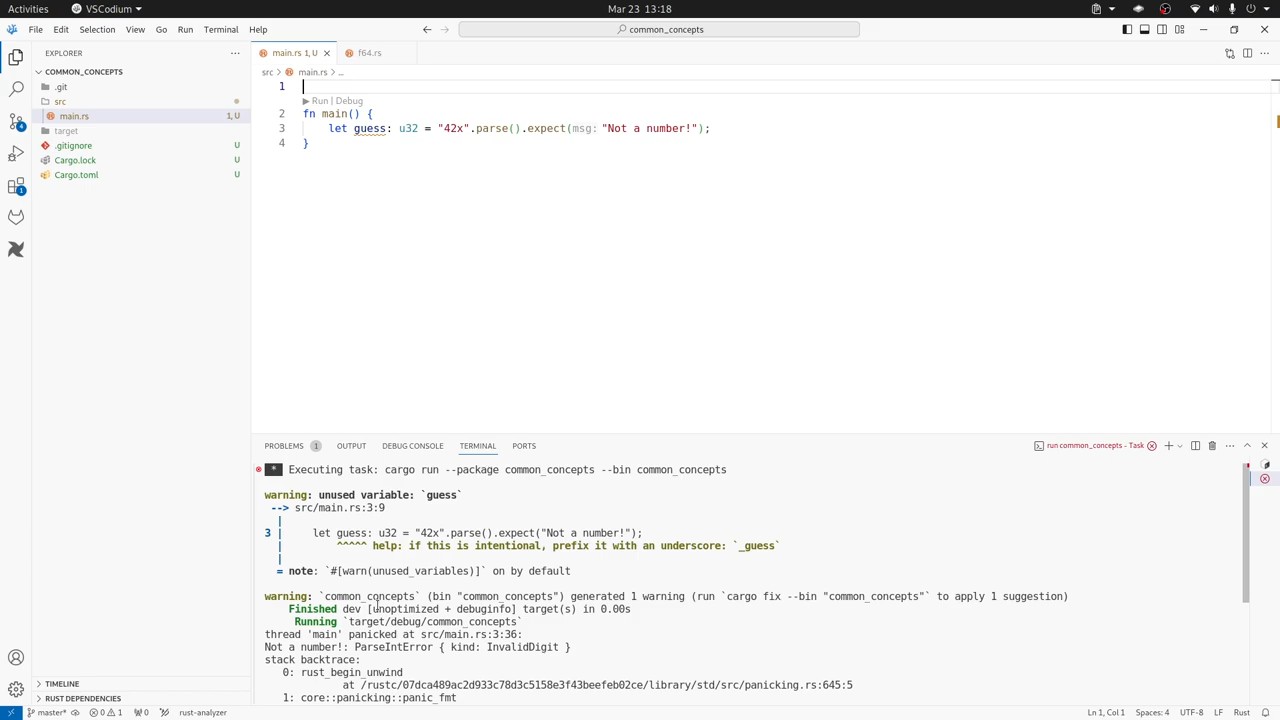 Activities VSCodium Mar 23 13:18
File Edit Selection View Go Run Terminal Help common_concepts
EXPLORER
COMMON_CONCEPTS
.git
src
main.rs 1, U
target
.gitignore U
Cargo.lock U
Cargo.toml U
TIMELINE
RUST DEPENDENCIES
4
1
main.rs 1, U f64.rs
src main.rs ...
1
Run | Debug
2 fn main() {
3 let guess: u32 = "42x".parse().expect(msg: "Not a number!");
4 }
PROBLEMS 1 OUTPUT DEBUG CONSOLE TERMINAL PORTS run common_concepts - Task
* Executing task: cargo run --package common_concepts --bin common_concepts
warning: unused variable: `guess`
--> src/main.rs:3:9
|
3 | let guess: u32 = "42x".parse().expect("Not a number!");
| ^^^^^ help: if this is intentional, prefix it with an underscore: `_guess`
|
= note: `#[warn(unused_variables)]` on by default
warning: `common_concepts` (bin "common_concepts") generated 1 warning (run `cargo fix --bin "common_concepts"` to apply 1 suggestion)
Finished dev [unoptimized + debuginfo] target(s) in 0.00s
Running `target/debug/common_concepts`
thread 'main' panicked at src/main.rs:3:36:
Not a number!: ParseIntError { kind: InvalidDigit }
stack backtrace:
0: rust_begin_unwind
at /rustc/07dca489ac2d933c78d3c5158e3f43beefeb02ce/library/std/src/panicking.rs:645:5
1: core::panicking::panic_fmt
master* 0 1 0 rust-analyzer Ln 1, Col 1 Spaces: 4 UTF-8 LF Rust